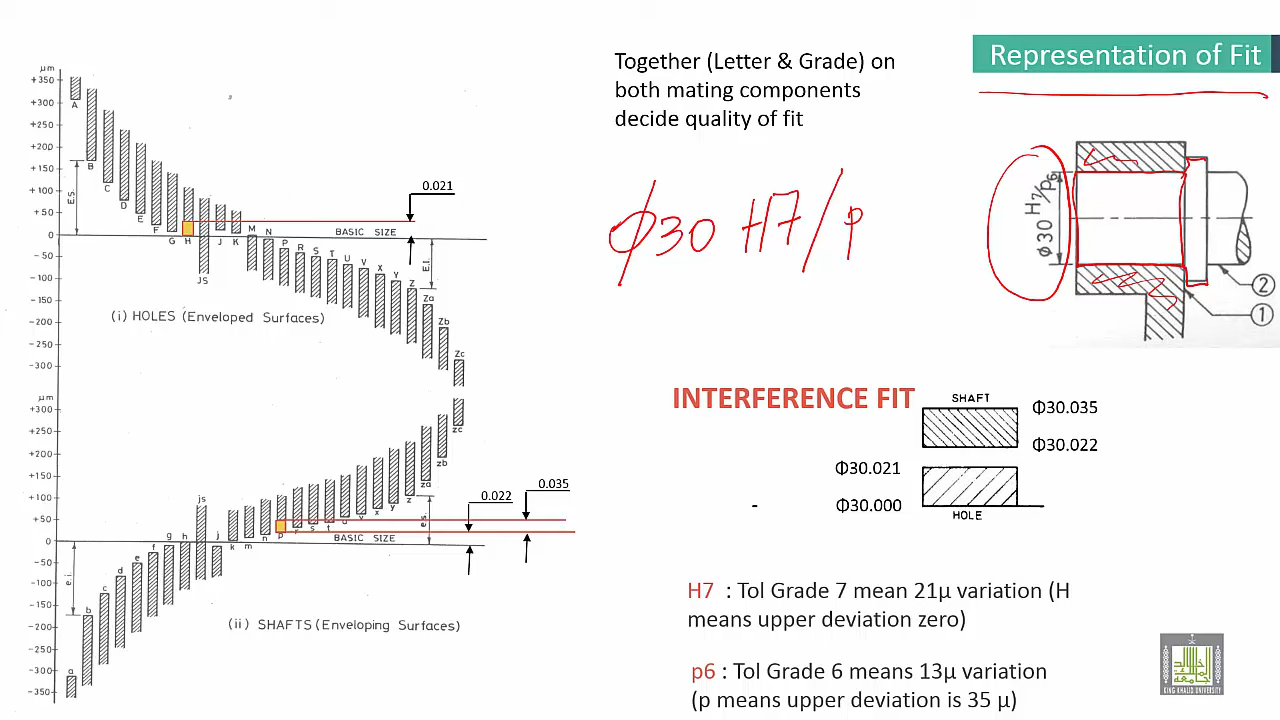 Representation of Fit
Together (Letter & Grade) on
both mating components
decide quality of fit
Φ30 H7/p
ϕ30 H7/p6
2
1
μm
+350
+300
+250
+200
+150
+100
+50
0
-50
-100
-150
-200
-250
-300
A
B
C
D
E
F
G
H
JS
J
K
M
N
P
R
S
T
U
V
X
Y
Z
Za
Zb
Zc
E.S.
E.I.
0.021
BASIC SIZE
(i) HOLES (Enveloped Surfaces)
μm
+300
+250
+200
+150
+100
+50
0
-50
-100
-150
-200
-250
-300
-350
a
b
c
d
e
f
g
h
js
j
k
m
n
p
r
s
t
u
v
x
y
z
za
zb
zc
e.i.
e.s.
0.022
0.035
BASIC SIZE
(ii) SHAFTS (Enveloping Surfaces)
INTERFERENCE FIT
SHAFT
Φ30.035
Φ30.022
Φ30.021
-
Φ30.000
HOLE
H7 : Tol Grade 7 mean 21μ variation (H
means upper deviation zero)
p6 : Tol Grade 6 means 13μ variation
(p means upper deviation is 35 μ)
KING KHALID UNIVERSITY